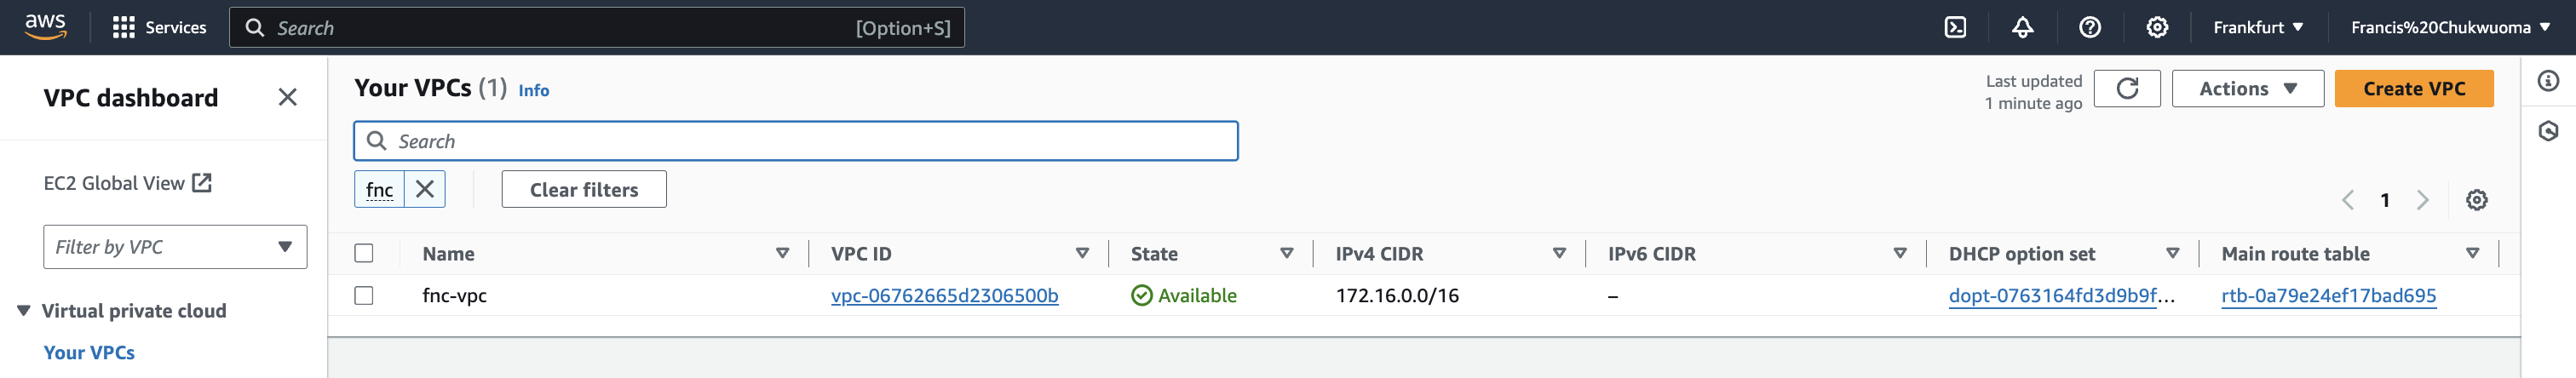 aws Services Search [Option+S] Frankfurt Francis%20Chukwuoma
VPC dashboard
EC2 Global View
Filter by VPC
Virtual private cloud
Your VPCs
Your VPCs (1) Info
Last updated
1 minute ago
Actions
Create VPC
Search
fnc Clear filters
1
Name VPC ID State IPv4 CIDR IPv6 CIDR DHCP option set Main route table
fnc-vpc vpc-06762665d2306500b Available 172.16.0.0/16 – dopt-0763164fd3d9b9f... rtb-0a79e24ef17bad695